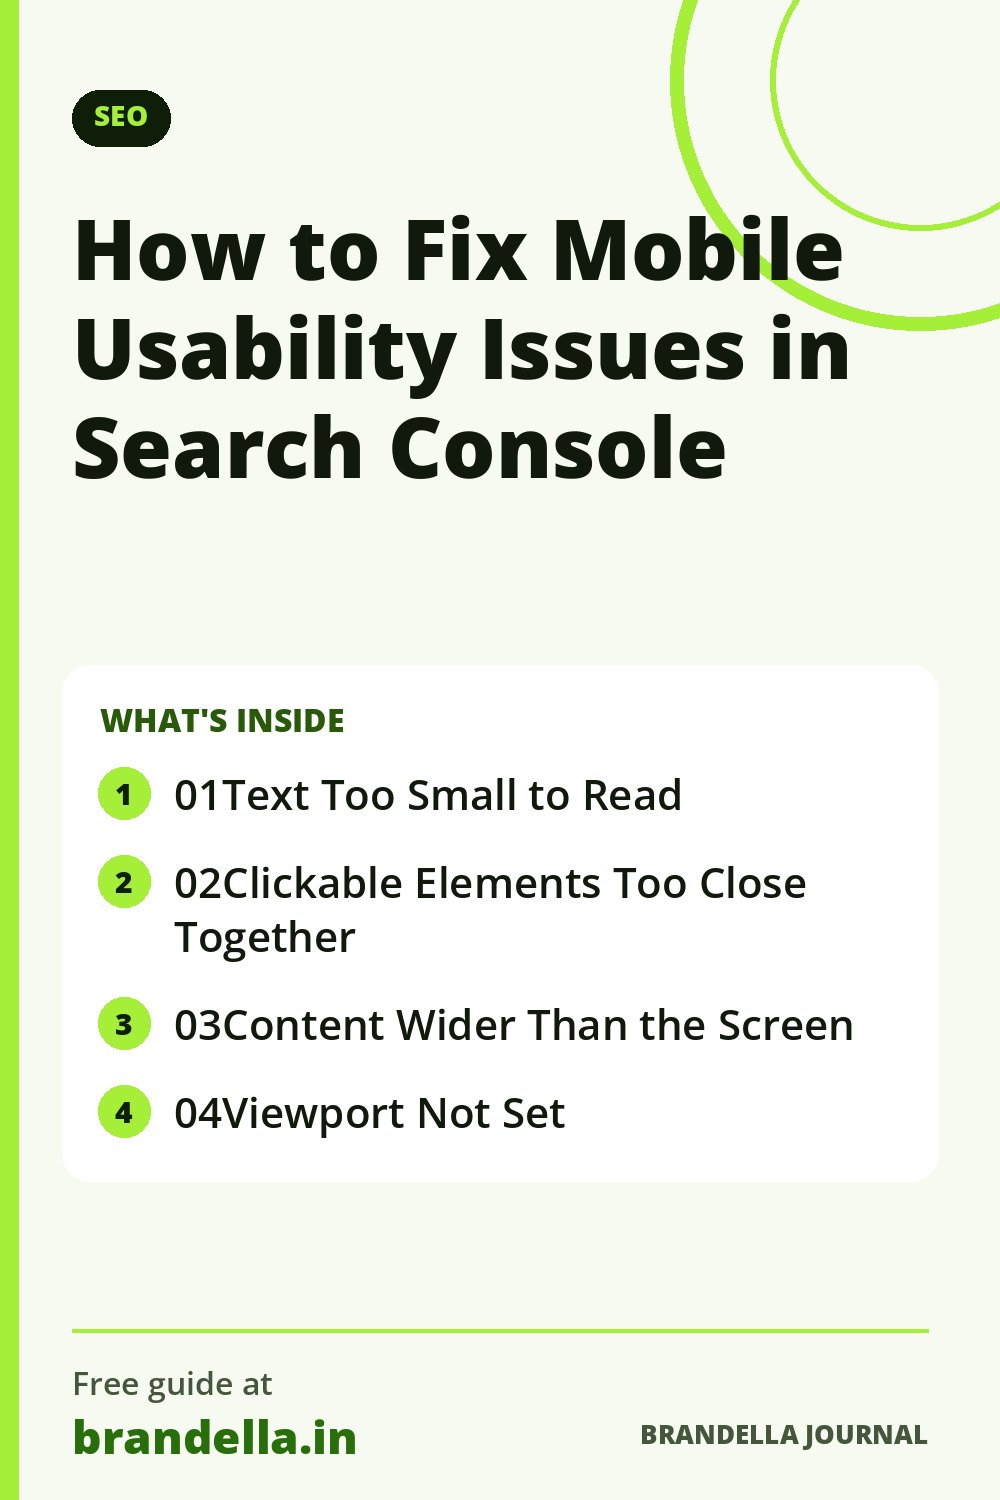 SEO
How to Fix Mobile
Usability Issues in
Search Console
WHAT'S INSIDE
1 01Text Too Small to Read
2 02Clickable Elements Too Close
Together
3 03Content Wider Than the Screen
4 04Viewport Not Set
Free guide at
brandella.in
BRANDELLA JOURNAL